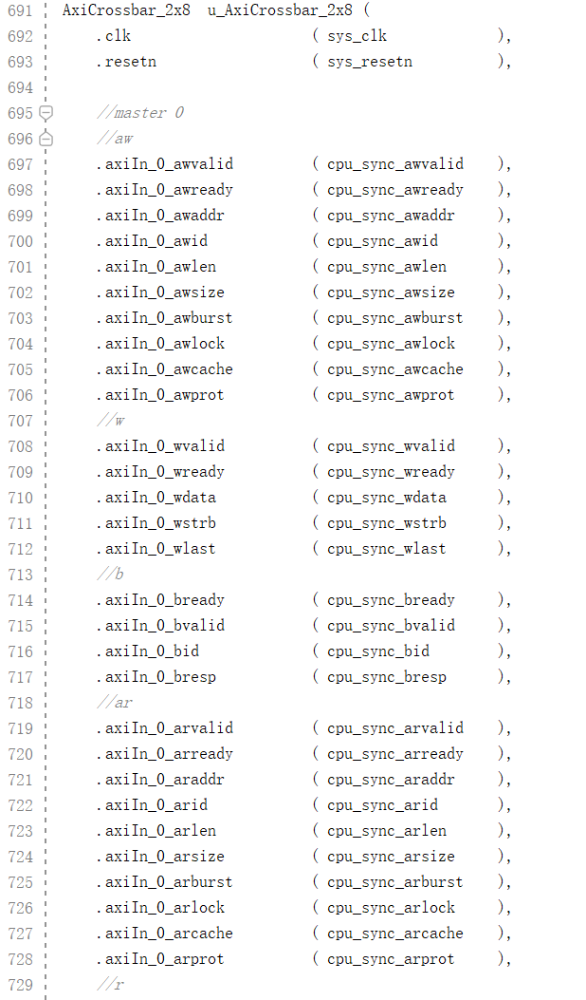 691 AxiCrossbar_2x8  u_AxiCrossbar_2x8 (
692     .clk                     ( sys_clk             ),
693     .resetn                  ( sys_resetn          ),
694
695     //master 0
696     //aw
697     .axiIn_0_awvalid         ( cpu_sync_awvalid    ),
698     .axiIn_0_awready         ( cpu_sync_awready    ),
699     .axiIn_0_awaddr          ( cpu_sync_awaddr     ),
700     .axiIn_0_awid            ( cpu_sync_awid       ),
701     .axiIn_0_awlen           ( cpu_sync_awlen      ),
702     .axiIn_0_awsize          ( cpu_sync_awsize     ),
703     .axiIn_0_awburst         ( cpu_sync_awburst    ),
704     .axiIn_0_awlock          ( cpu_sync_awlock     ),
705     .axiIn_0_awcache         ( cpu_sync_awcache    ),
706     .axiIn_0_awprot          ( cpu_sync_awprot     ),
707     //w
708     .axiIn_0_wvalid          ( cpu_sync_wvalid     ),
709     .axiIn_0_wready          ( cpu_sync_wready     ),
710     .axiIn_0_wdata           ( cpu_sync_wdata      ),
711     .axiIn_0_wstrb           ( cpu_sync_wstrb      ),
712     .axiIn_0_wlast           ( cpu_sync_wlast      ),
713     //b
714     .axiIn_0_bready          ( cpu_sync_bready     ),
715     .axiIn_0_bvalid          ( cpu_sync_bvalid     ),
716     .axiIn_0_bid             ( cpu_sync_bid        ),
717     .axiIn_0_bresp           ( cpu_sync_bresp      ),
718     //ar
719     .axiIn_0_arvalid         ( cpu_sync_arvalid    ),
720     .axiIn_0_arready         ( cpu_sync_arready    ),
721     .axiIn_0_araddr          ( cpu_sync_araddr     ),
722     .axiIn_0_arid            ( cpu_sync_arid       ),
723     .axiIn_0_arlen           ( cpu_sync_arlen      ),
724     .axiIn_0_arsize          ( cpu_sync_arsize     ),
725     .axiIn_0_arburst         ( cpu_sync_arburst    ),
726     .axiIn_0_arlock          ( cpu_sync_arlock     ),
727     .axiIn_0_arcache         ( cpu_sync_arcache    ),
728     .axiIn_0_arprot          ( cpu_sync_arprot     ),
729     //r